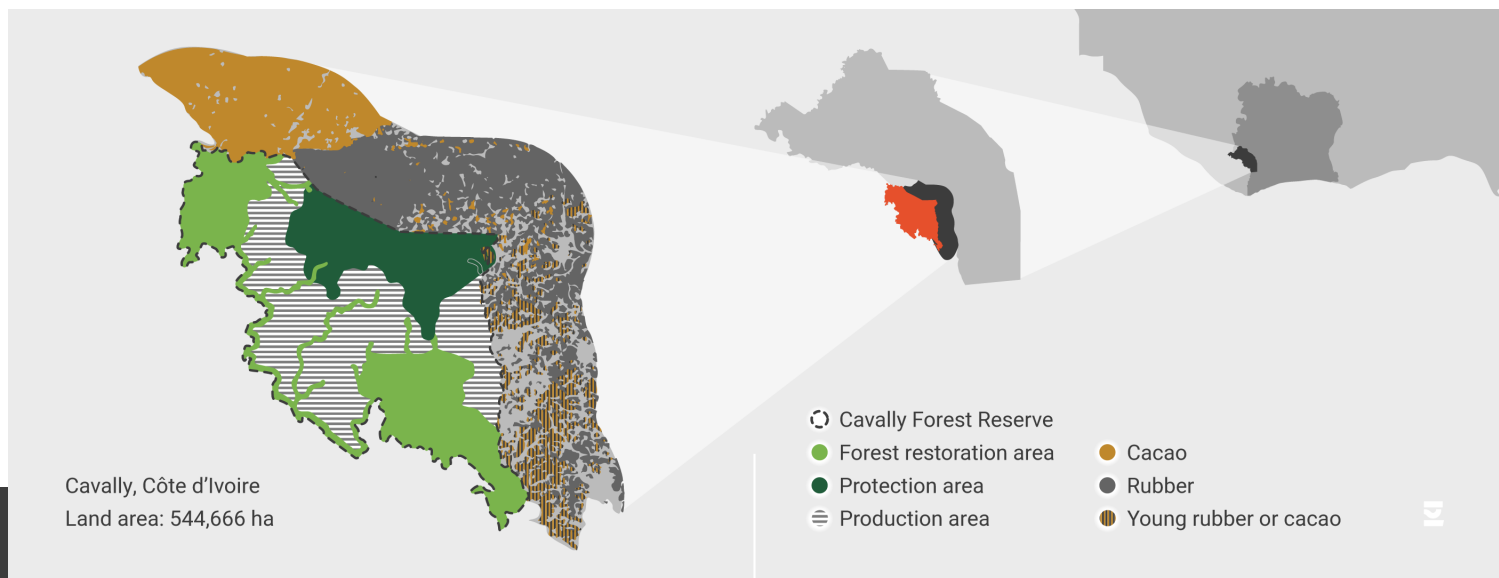 Cavally, Côte d'Ivoire
Land area: 544,666 ha
Cavally Forest Reserve
Forest restoration area
Protection area
Production area
Cacao
Rubber
Young rubber or cacao